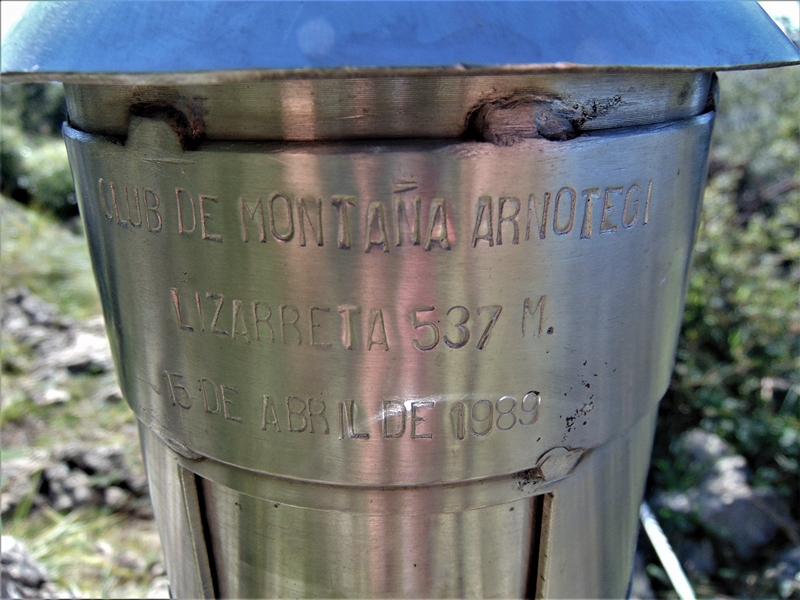 CLUB DE MONTAÑA ARNOTEGI
LIZARRETA 537 M.
15 DE ABRIL DE 1989